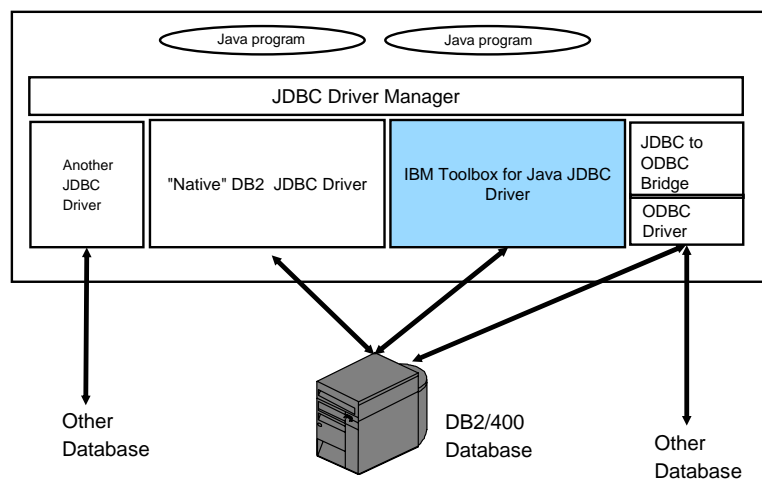 Java program
Java program
JDBC Driver Manager
Another
JDBC
Driver
"Native" DB2 JDBC Driver
IBM Toolbox for Java JDBC
Driver
JDBC to
ODBC
Bridge
ODBC
Driver
Other
Database
DB2/400
Database
Other
Database